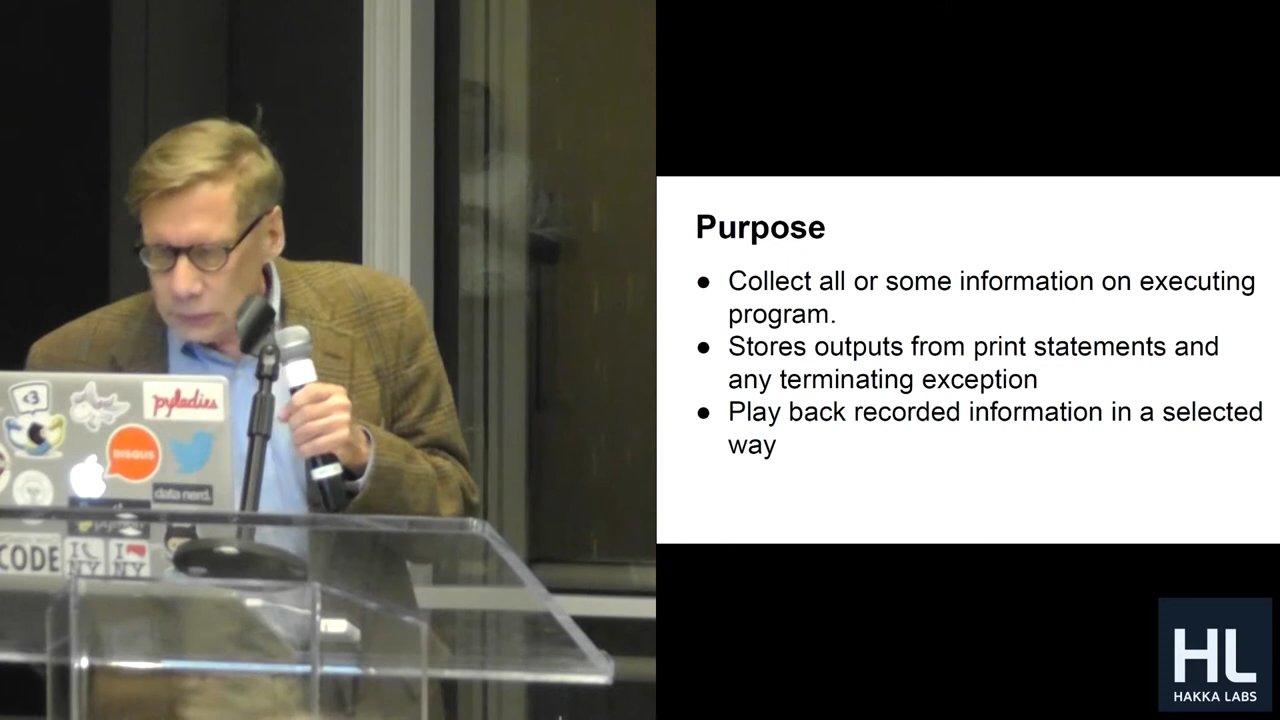 <3
pyladies
DISQUS
data nerd.
CODE
I
NY
I
NY
Purpose
● Collect all or some information on executing
program.
● Stores outputs from print statements and
any terminating exception
● Play back recorded information in a selected
way
HL
HAKKA LABS